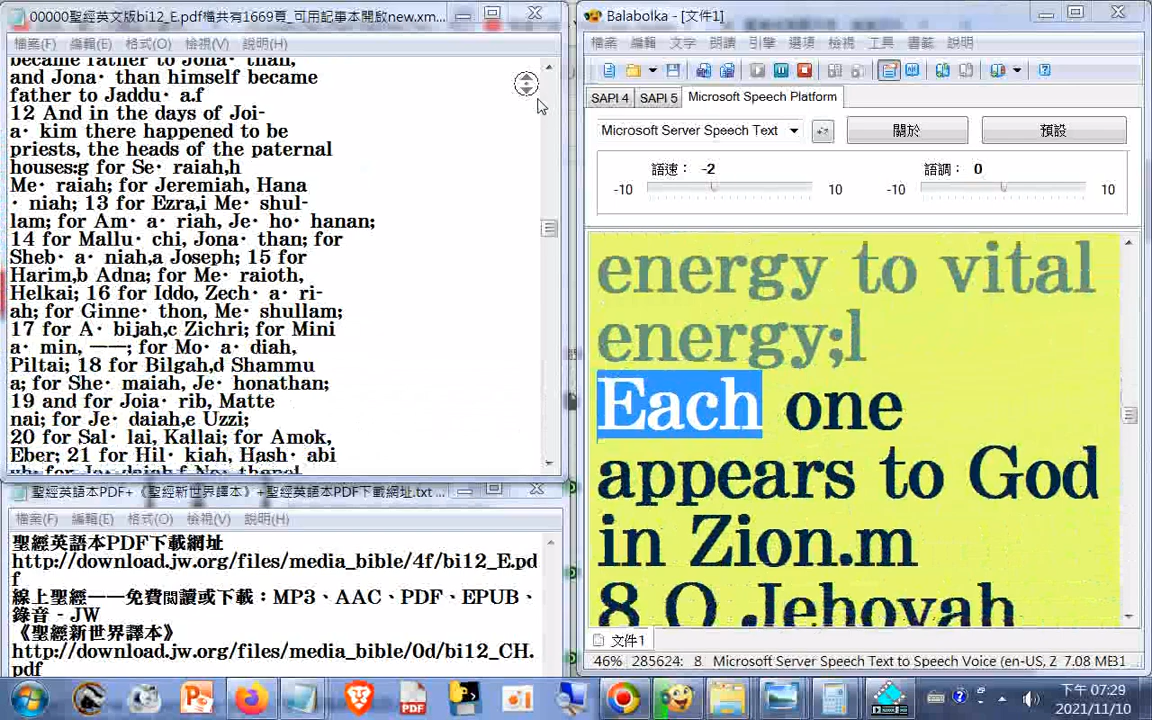 00000聖經英文版bi12_E.pdf檔共有1669頁_可用記事本開啟new.xm...
檔案(F) 編輯(E) 格式(O) 檢視(V) 說明(H)
became father to Jona‧than,
and Jona‧than himself became
father to Jaddu‧a.f
12 And in the days of Joi-
a‧kim there happened to be
priests, the heads of the paternal
houses:g for Se‧raiah,h
Me‧raiah; for Jeremiah, Hana
‧niah; 13 for Ezra,i Me‧shul-
lam; for Am‧a‧riah, Je‧ho‧hanan;
14 for Mallu‧chi, Jona‧than; for
Sheb‧a‧niah,a Joseph; 15 for
Harim,b Adna; for Me‧raioth,
Helkai; 16 for Iddo, Zech‧a‧ri-
ah; for Ginne‧thon, Me‧shullam;
17 for A‧bijah,c Zichri; for Mini
a‧min, ——; for Mo‧a‧diah,
Piltai; 18 for Bilgah,d Shammu
a; for She‧maiah, Je‧honathan;
19 and for Joia‧rib, Matte
nai; for Je‧daiah,e Uzzi;
20 for Sal‧lai, Kallai; for Amok,
Eber; 21 for Hil‧kiah, Hash‧abi
ah; for Je‧daiah,f Ne‧thanel
聖經英語本PDF+《聖經新世界譯本》+聖經英語本PDF下載網址.txt ...
檔案(F) 編輯(E) 格式(O) 檢視(V) 說明(H)
聖經英語本PDF下載網址
http://download.jw.org/files/media_bible/4f/bi12_E.pd
f
線上聖經——免費閱讀或下載：MP3、AAC、PDF、EPUB、
錄音 - JW
《聖經新世界譯本》
http://download.jw.org/files/media_bible/0d/bi12_CH.
pdf
Balabolka - [文件1]
檔案 編輯 文字 朗讀 引擎 選項 檢視 工具 書籤 說明
SAPI 4 SAPI 5 Microsoft Speech Platform
Microsoft Server Speech Text 關於 預設
語速： -2 語調： 0
-10 10 -10 10
energy to vital
energy;l
Each one
appears to God
in Zion.m
8 O Jehovah
文件1
46% 285624: 8 Microsoft Server Speech Text to Speech Voice (en-US, Z 7.08 MB
下午 07:29
2021/11/10